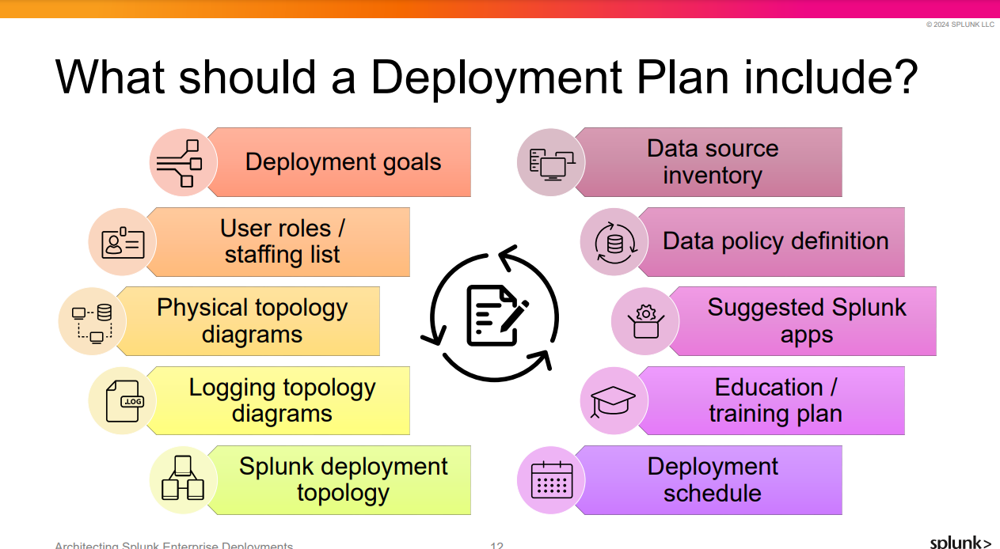 © 2024 SPLUNK LLC
What should a Deployment Plan include?
Deployment goals
User roles /
staffing list
Physical topology
diagrams
Logging topology
diagrams
.LOG
Splunk deployment
topology
Data source
inventory
Data policy definition
Suggested Splunk
apps
Education /
training plan
Deployment
schedule
Architecting Splunk Enterprise Deployments
12
splunk>